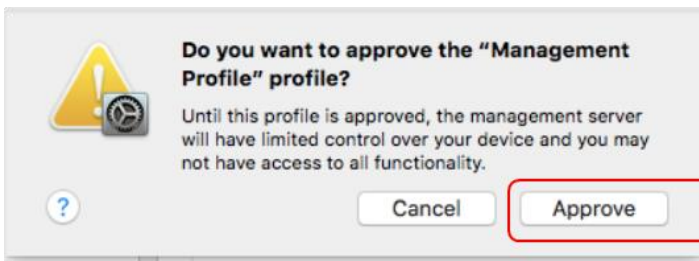 Do you want to approve the “Management
Profile” profile?
Until this profile is approved, the management server
will have limited control over your device and you may
not have access to all functionality.
?
Cancel
Approve